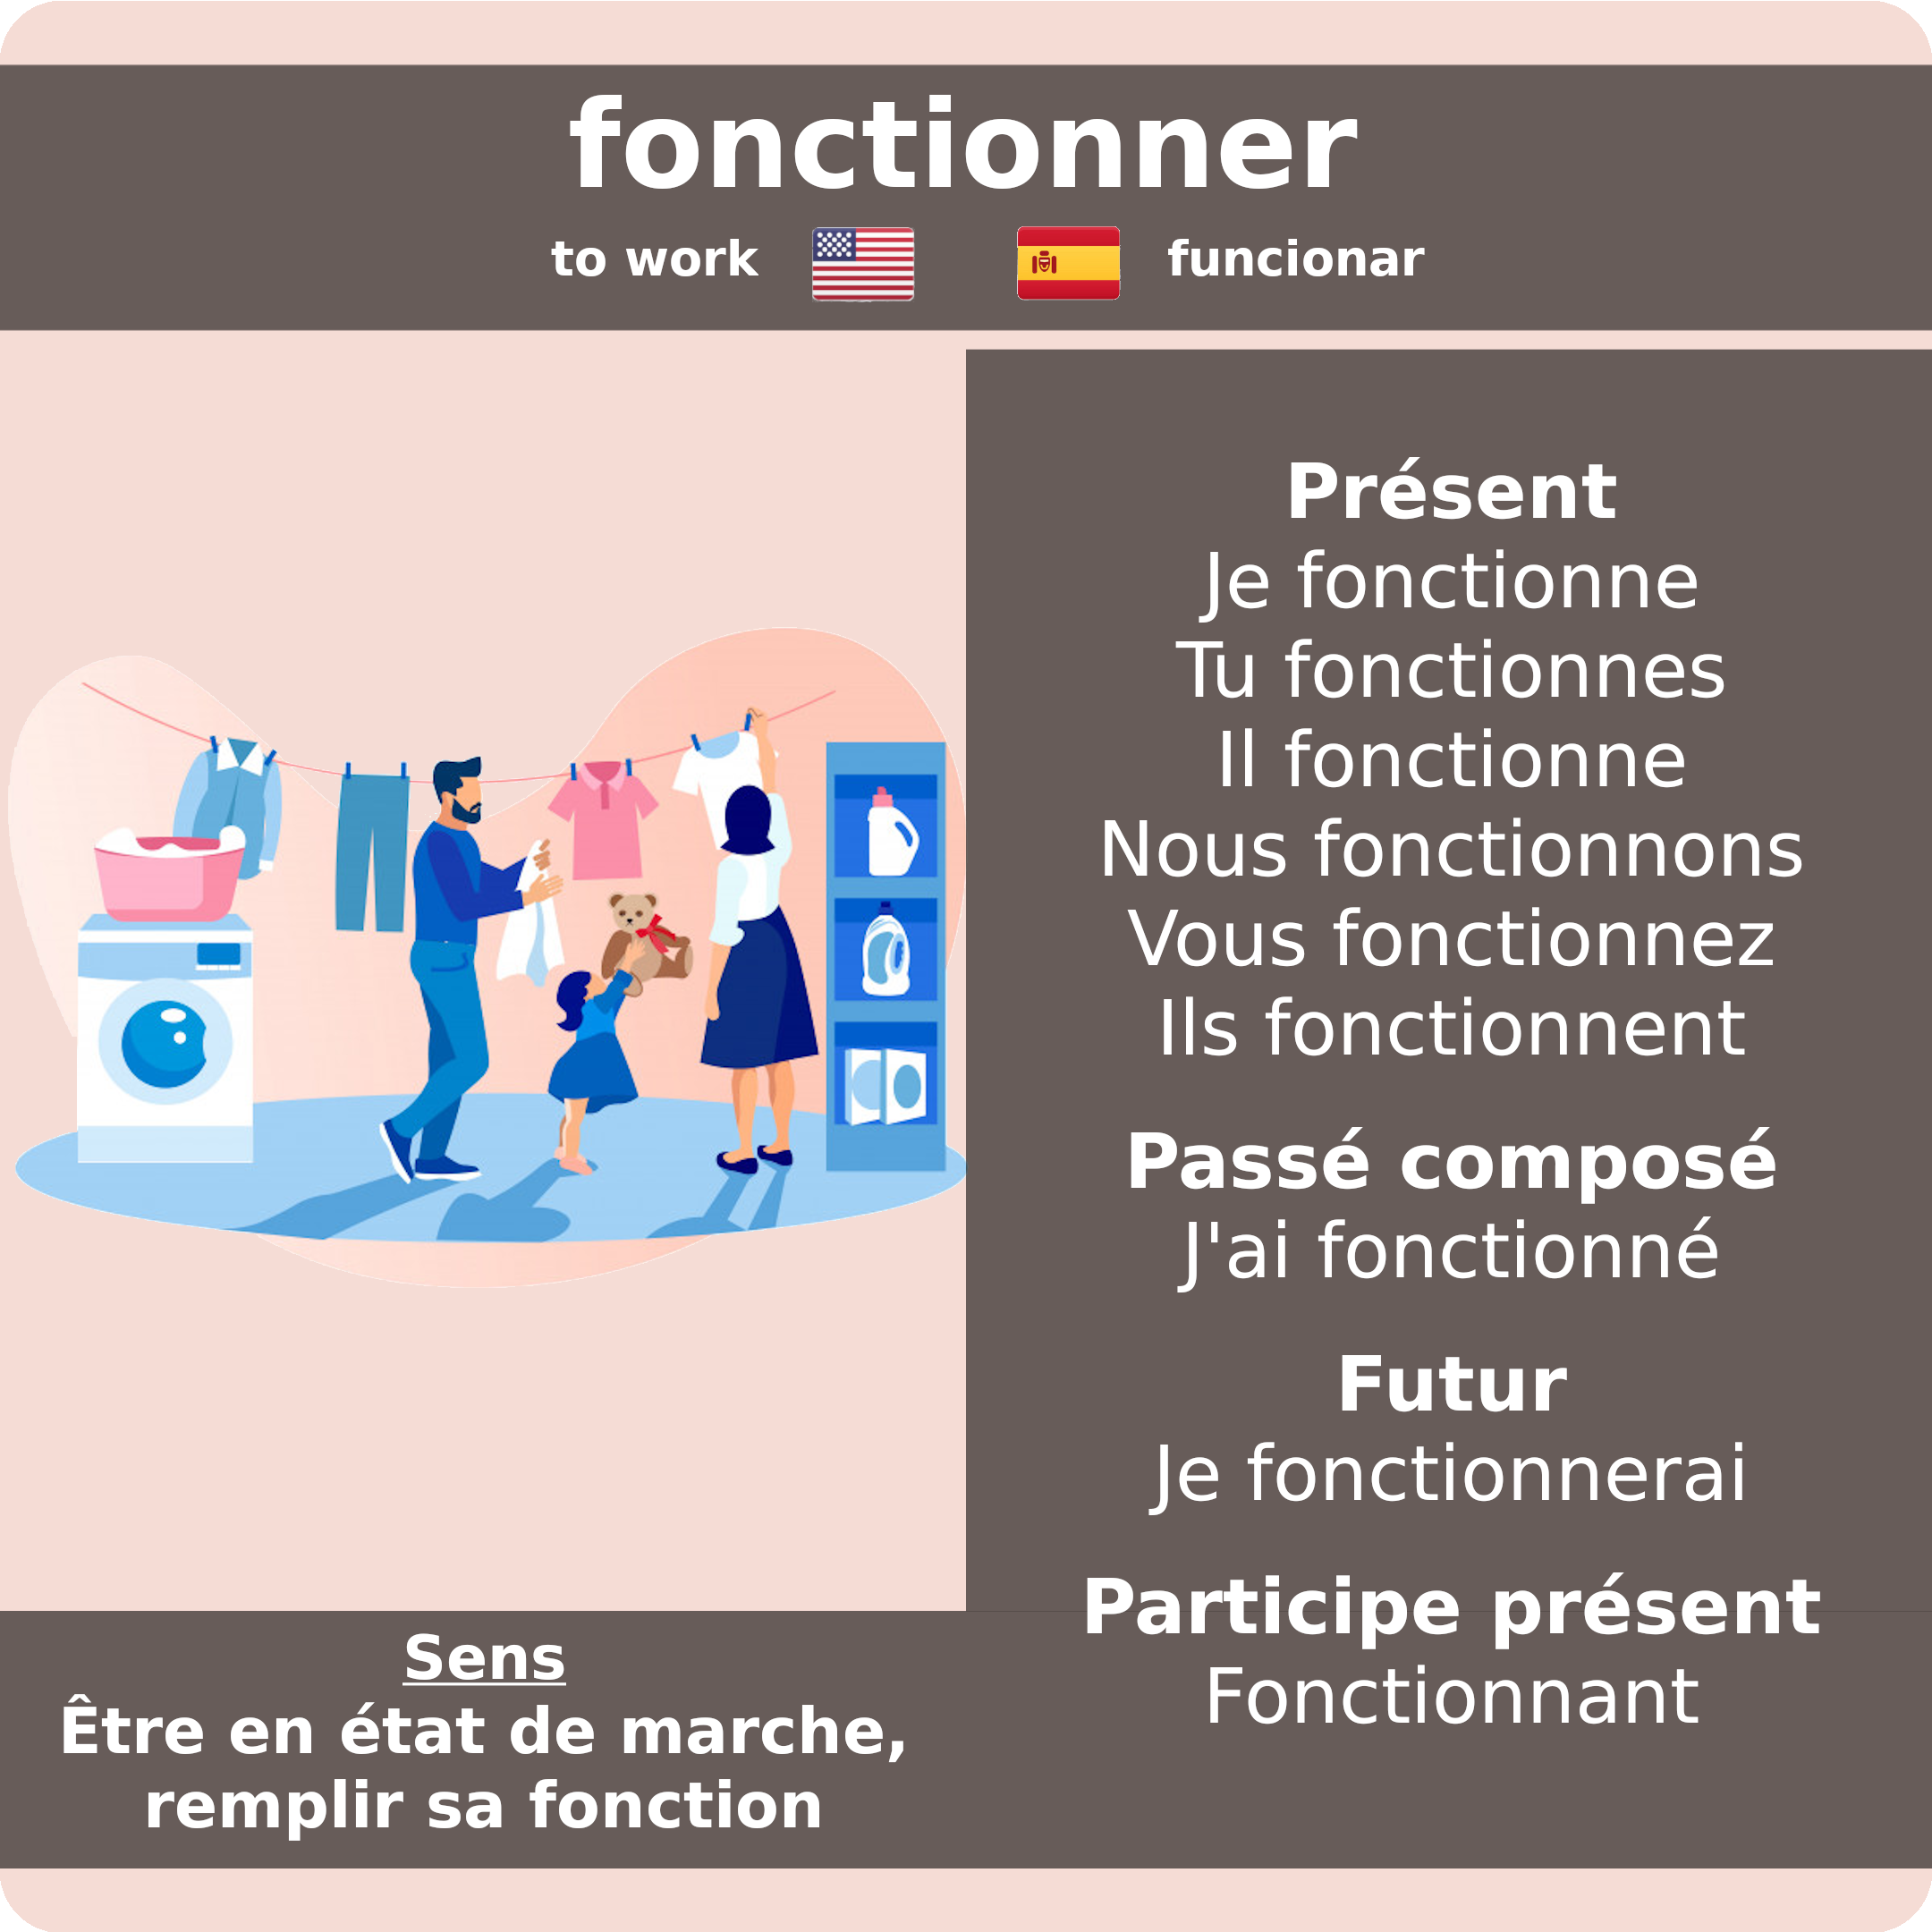 fonctionner
to work
funcionar
Présent
Je fonctionne
Tu fonctionnes
Il fonctionne
Nous fonctionnons
Vous fonctionnez
Ils fonctionnent
Passé composé
J'ai fonctionné
Futur
Je fonctionnerai
Participe présent
Fonctionnant
Sens
Être en état de marche,
remplir sa fonction